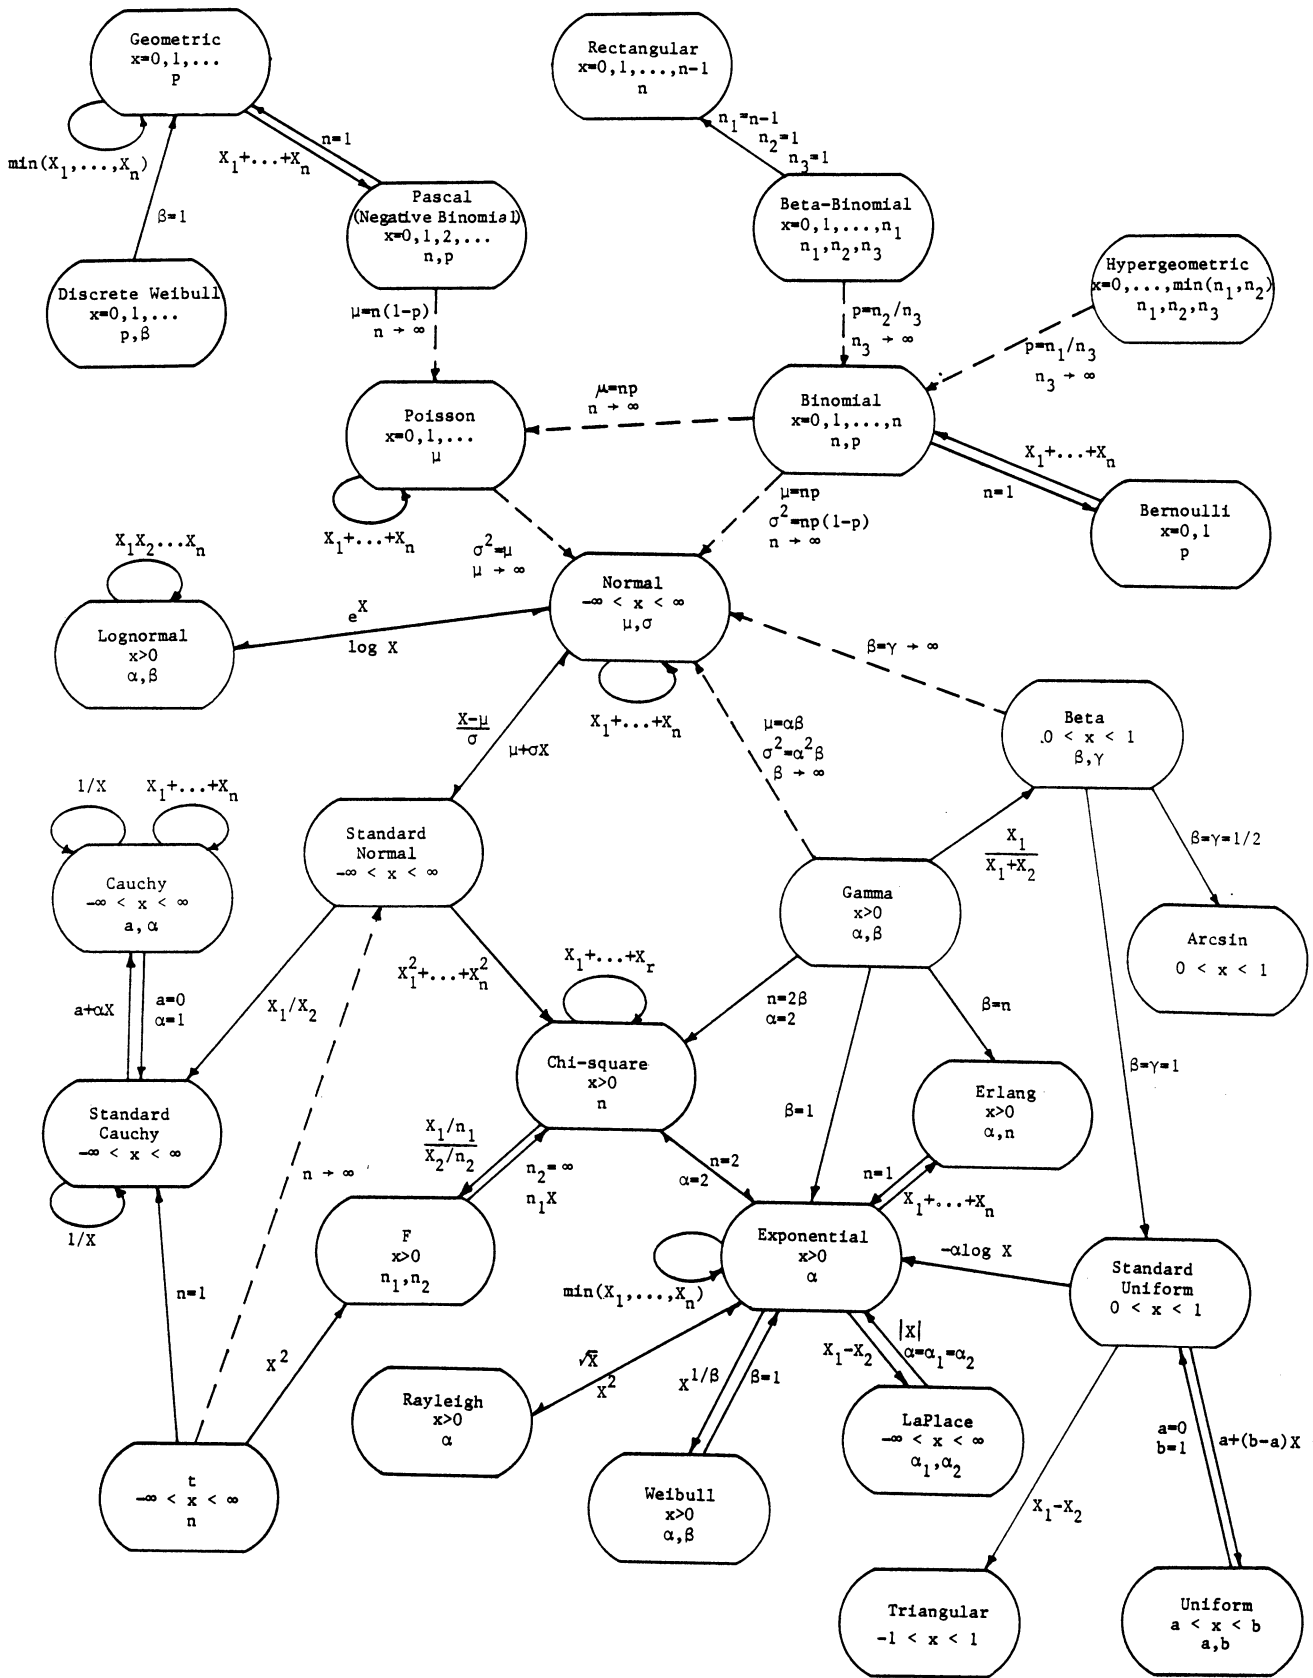 Geometric
x=0,1,...
p
min(X₁,...,Xₙ)
n=1
X₁+...+Xₙ
β=1
Rectangular
x=0,1,...,n-1
n
n₁=n-1
n₂=1
n₃=1
Pascal
(Negative Binomial)
x=0,1,2,...
n,p
Beta-Binomial
x=0,1,...,n₁
n₁,n₂,n₃
Hypergeometric
x=0,...,min(n₁,n₂)
n₁,n₂,n₃
Discrete Weibull
x=0,1,...
p,β
μ=n(1-p)
n → ∞
p=n₂/n₃
n₃ → ∞
p=n₁/n₃
n₃ → ∞
Poisson
x=0,1,...
μ
μ=np
n → ∞
Binomial
x=0,1,...,n
n,p
X₁+...+Xₙ
n=1
Bernoulli
x=0,1
p
X₁+...+Xₙ
σ²=μ
μ → ∞
μ=np
σ²=np(1-p)
n → ∞
X₁X₂...Xₙ
Lognormal
x>0
α,β
e^X
log X
Normal
-∞ < x < ∞
μ,σ
X₁+...+Xₙ
β=γ → ∞
X-μ
σ
μ+σX
μ=αβ
σ²=α²β
β → ∞
Beta
0 < x < 1
β,γ
1/X
X₁+...+Xₙ
Cauchy
-∞ < x < ∞
a,α
Standard
Normal
-∞ < x < ∞
X₁
X₁+X₂
β=γ=1/2
Gamma
x>0
α,β
Arcsin
0 < x < 1
a+αX
a=0
α=1
X₁/X₂
X₁²+...+Xₙ²
X₁+...+Xᵣ
n=2β
α=2
β=n
β=γ=1
Standard
Cauchy
-∞ < x < ∞
1/X
Chi-square
x>0
n
β=1
Erlang
x>0
α,n
X₁/n₁
X₂/n₂
n₂=∞
n₁X
n=2
α=2
n=1
X₁+...+Xₙ
n → ∞
n=1
F
x>0
n₁,n₂
X²
Exponential
x>0
α
min(X₁,...,Xₙ)
-αlog X
Standard
Uniform
0 < x < 1
√X
X²
X^1/β
β=1
X₁-X₂
|X|
α=α₁=α₂
Rayleigh
x>0
α
LaPlace
-∞ < x < ∞
α₁,α₂
a=0
b=1
a+(b-a)X
t
-∞ < x < ∞
n
Weibull
x>0
α,β
X₁-X₂
Triangular
-1 < x < 1
Uniform
a < x < b
a,b